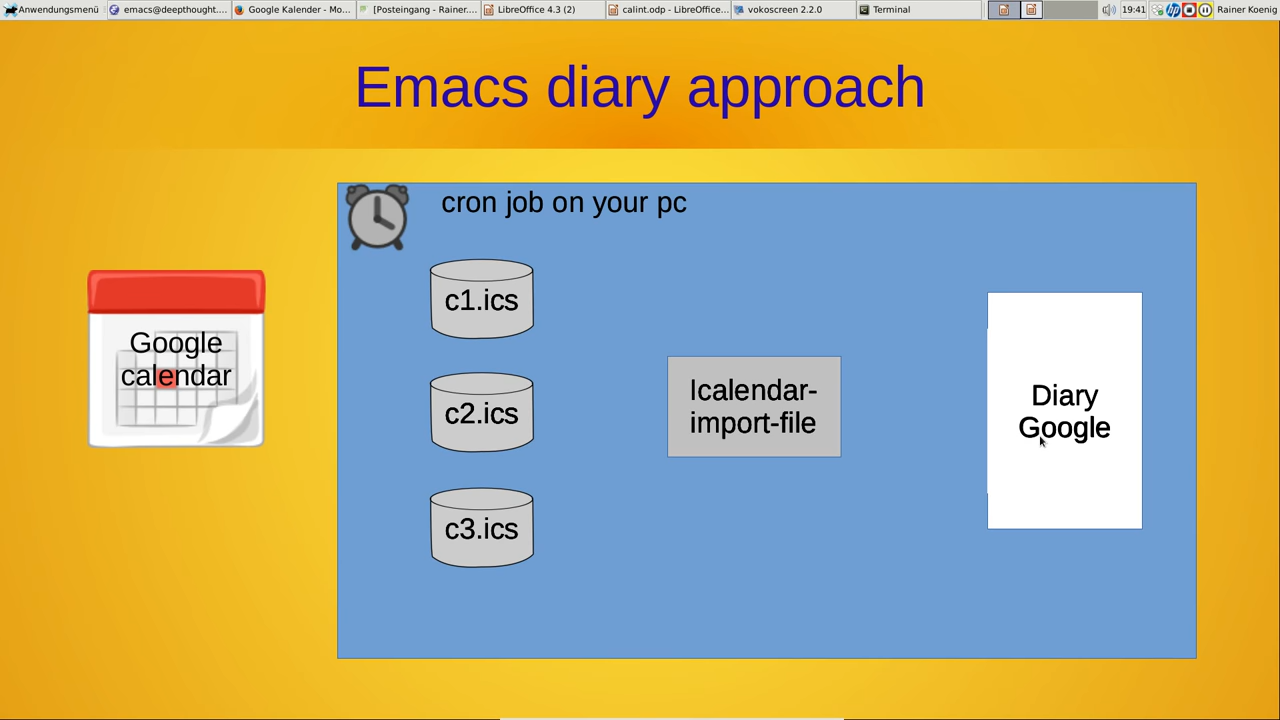 Anwendungsmenü
emacs@deepthought....
Google Kalender - Mo...
[Posteingang - Rainer....
LibreOffice 4.3 (2)
calint.odp - LibreOffice...
vokoscreen 2.2.0
Terminal
19:41
hp
Rainer Koenig
Emacs diary approach
cron job on your pc
Google
calendar
c1.ics
c2.ics
c3.ics
Icalendar-
import-file
Diary
Google